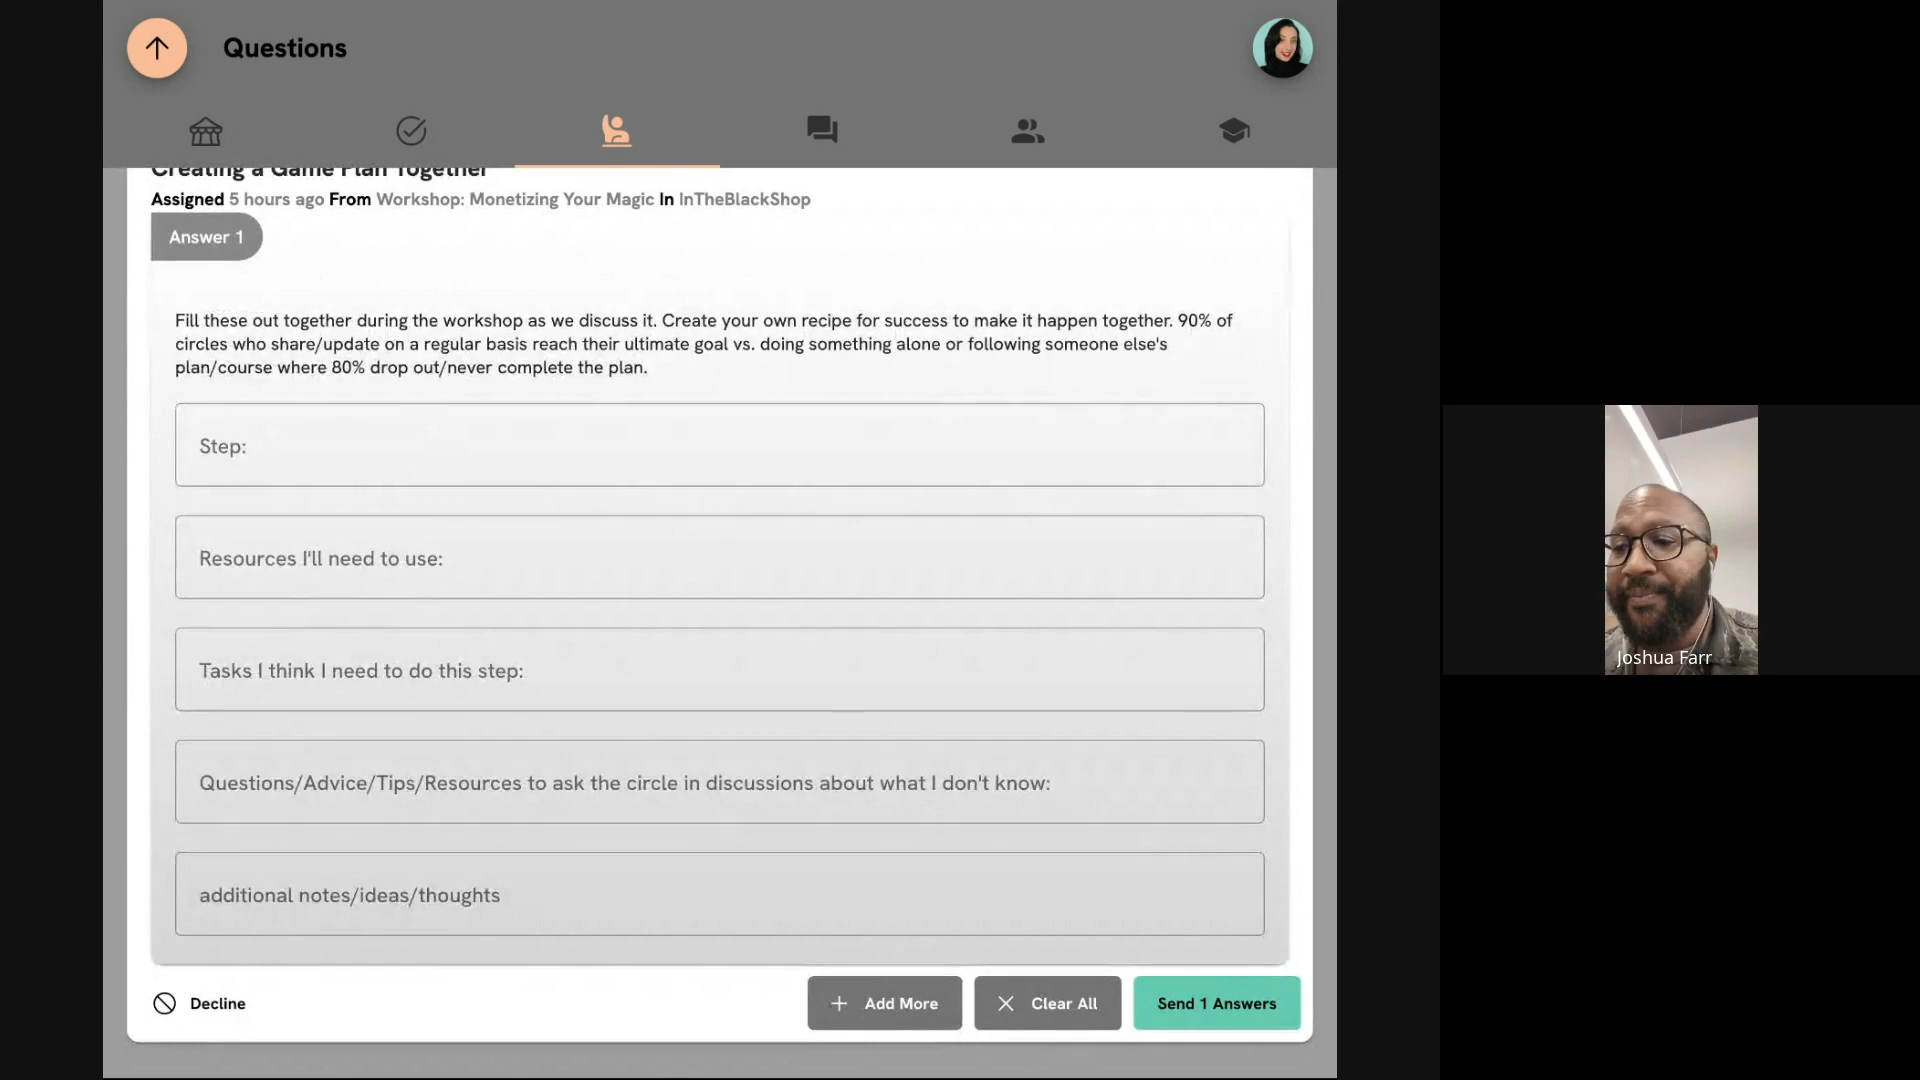 Questions
Creating a Game Plan Together
Assigned 5 hours ago From Workshop: Monetizing Your Magic In InTheBlackShop
Answer 1
Fill these out together during the workshop as we discuss it. Create your own recipe for success to make it happen together. 90% of
circles who share/update on a regular basis reach their ultimate goal vs. doing something alone or following someone else's
plan/course where 80% drop out/never complete the plan.
Step:
Resources I'll need to use:
Tasks I think I need to do this step:
Questions/Advice/Tips/Resources to ask the circle in discussions about what I don't know:
additional notes/ideas/thoughts
Decline
Add More
Clear All
Send 1 Answers
Joshua Farr